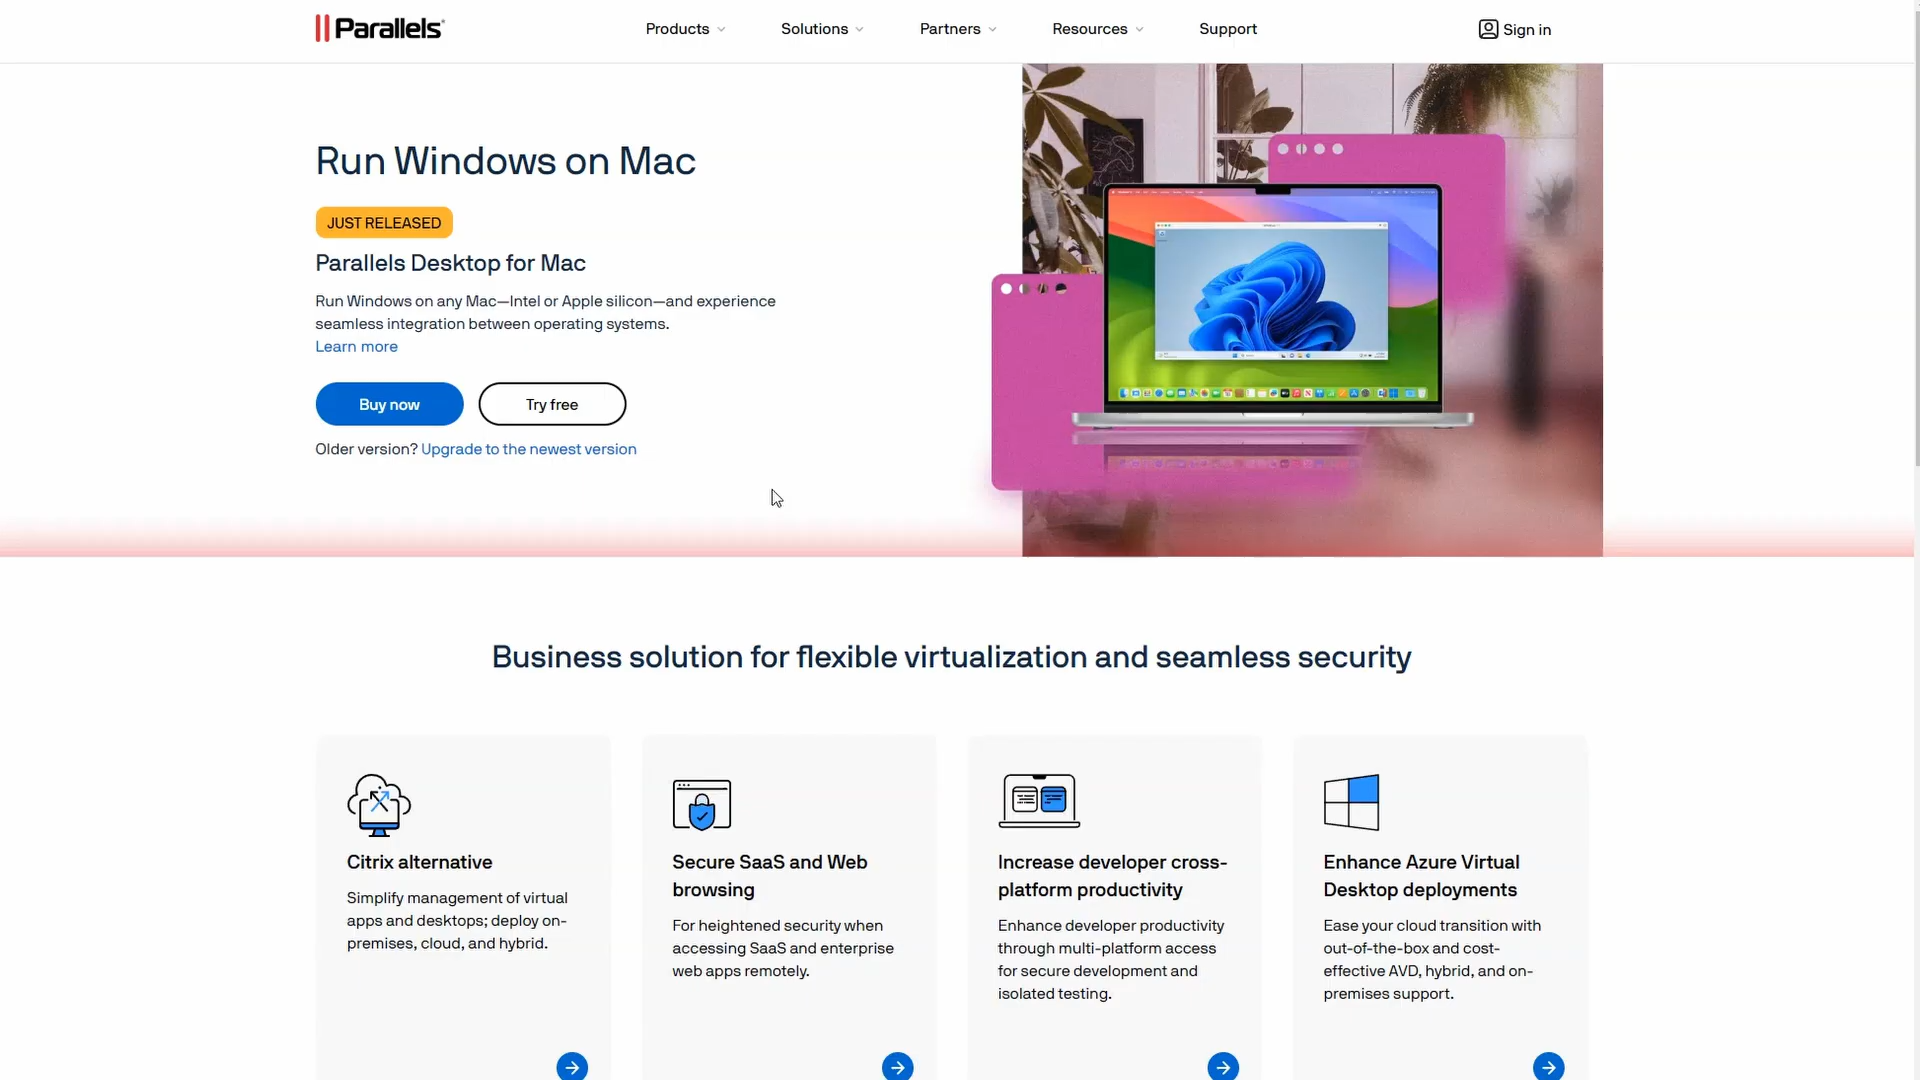 Parallels
Products
Solutions
Partners
Resources
Support
Sign in
Run Windows on Mac
JUST RELEASED
Parallels Desktop for Mac
Run Windows on any Mac—Intel or Apple silicon—and experience
seamless integration between operating systems.
Learn more
Buy now
Try free
Older version? Upgrade to the newest version
Business solution for flexible virtualization and seamless security
Citrix alternative
Simplify management of virtual
apps and desktops; deploy on-
premises, cloud, and hybrid.
Secure SaaS and Web
browsing
For heightened security when
accessing SaaS and enterprise
web apps remotely.
Increase developer cross-
platform productivity
Enhance developer productivity
through multi-platform access
for secure development and
isolated testing.
Enhance Azure Virtual
Desktop deployments
Ease your cloud transition with
out-of-the-box and cost-
effective AVD, hybrid, and on-
premises support.